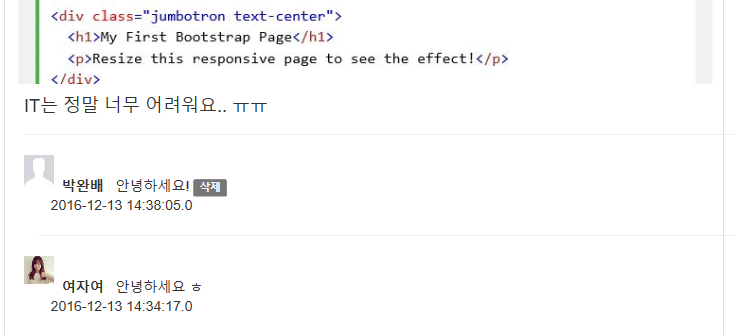 <div class="jumbotron text-center">
<h1>My First Bootstrap Page</h1>
<p>Resize this responsive page to see the effect!</p>
</div>
IT는 정말 너무 어려워요.. ㅠㅠ
박완배 안녕하세요! 삭제
2016-12-13 14:38:05.0
여자여 안녕하세요 ㅎ
2016-12-13 14:34:17.0